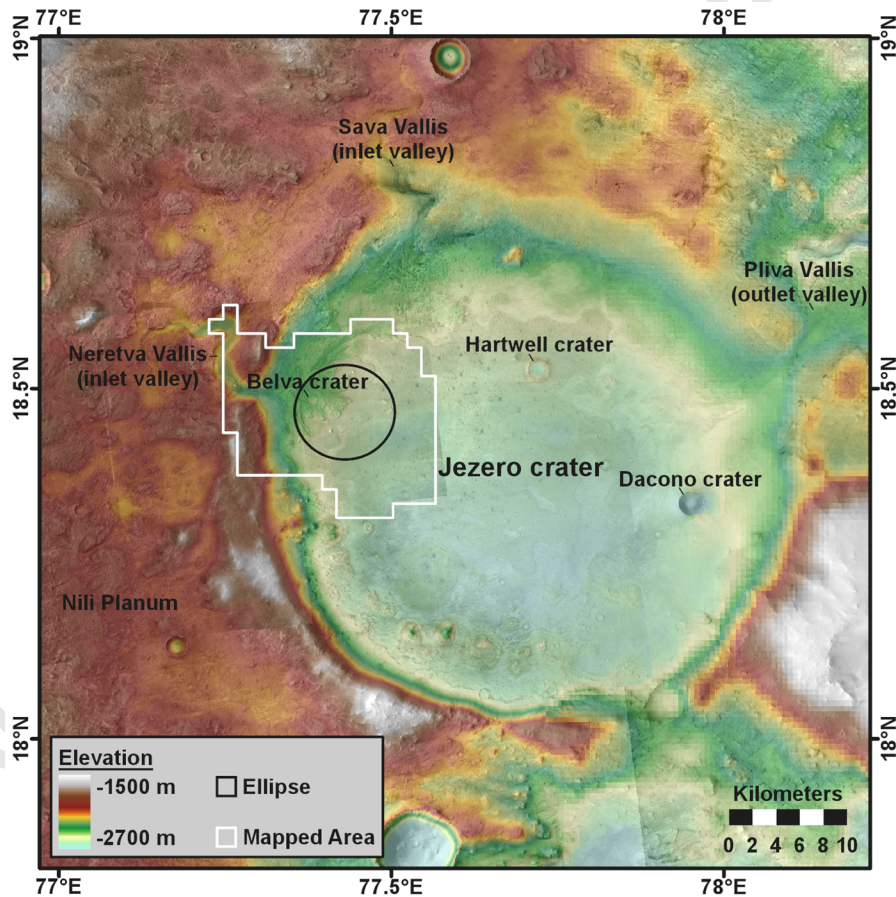 77°E 77.5°E 78°E
19°N 19°N
Sava Vallis
(inlet valley)
Pliva Vallis
(outlet valley)
Neretva Vallis
(inlet valley)
Hartwell crater
Belva crater
18.5°N 18.5°N
Jezero crater
Dacono crater
Nili Planum
18°N 18°N
Elevation
-1500 m
-2700 m
Ellipse
Mapped Area
Kilometers
0 2 4 6 8 10
77°E 77.5°E 78°E